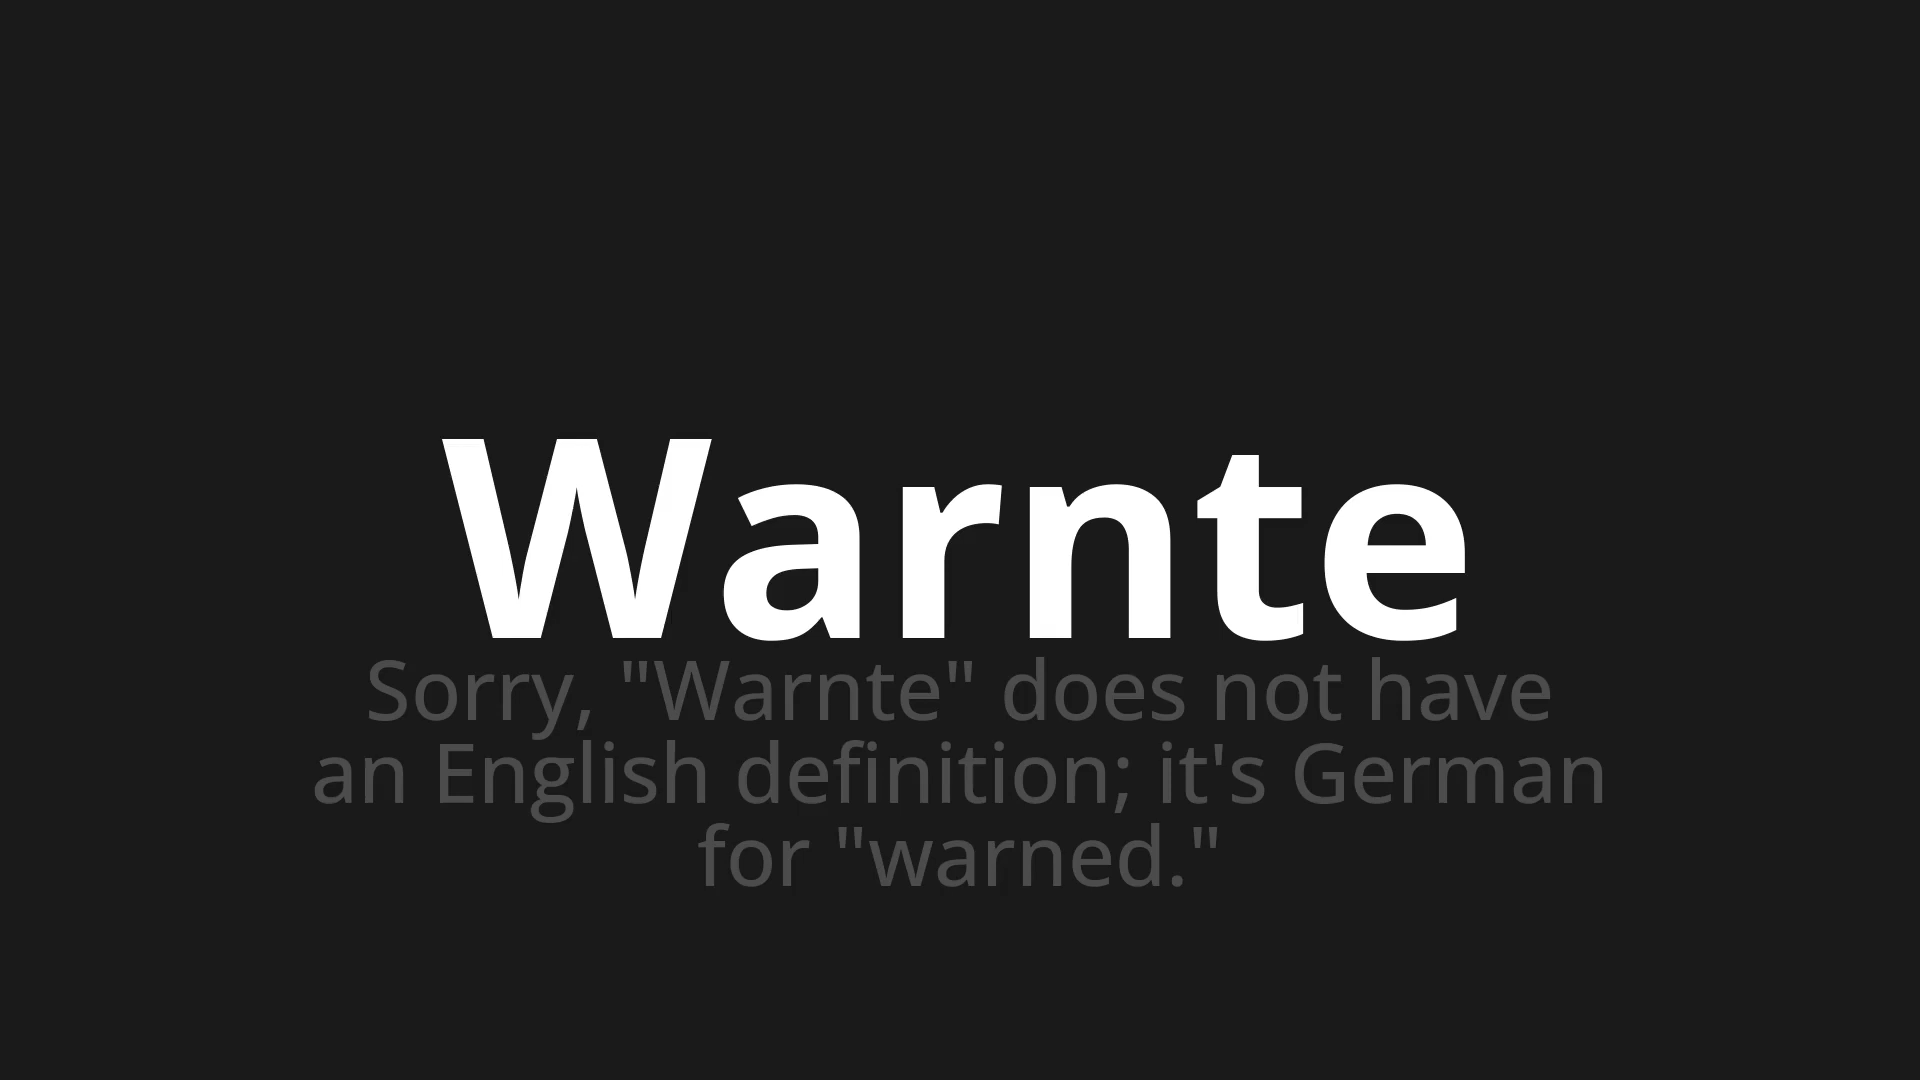 Warnte
Sorry, "Warnte" does not have
an English definition; it's German
for "warned."